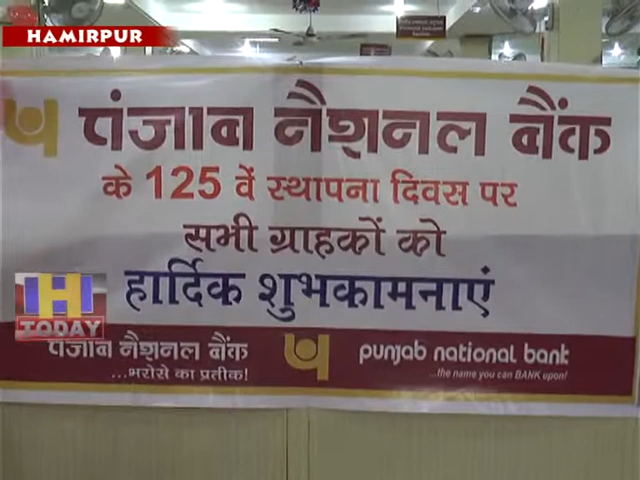 HAMIRPUR
पंजाब नैशनल बैंक
के 125 वें स्थापना दिवस पर
सभी ग्राहकों को
हार्दिक शुभकामनाएं
H
TODAY
पंजाब नैशनल बैंक
...भरोसे का प्रतीक!
punjab national bank
...the name you can BANK upon!